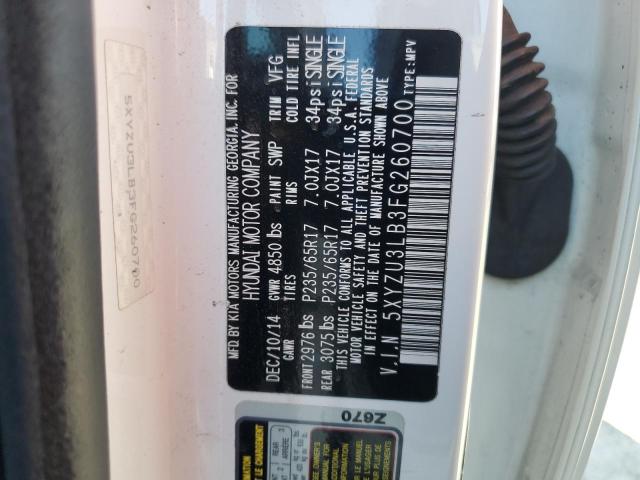 MFD. BY KIA MOTORS MANUFACTURING GEORGIA, INC. FOR
HYUNDAI MOTOR COMPANY
DEC/10/14 GVWR 4850 lbs PAINT SWP TRIM VFG
GAWR TIRES RIMS COLD TIRE INFL
FRONT 2976 lbs P235/65R17 7.0JX17 34psi SINGLE
REAR 3075 lbs P235/65R17 7.0JX17 34psi SINGLE
THIS VEHICLE CONFORMS TO ALL APPLICABLE U.S.A. FEDERAL
MOTOR VEHICLE SAFETY AND THEFT PREVENTION STANDARDS
IN EFFECT ON THE DATE OF MANUFACTURE SHOWN ABOVE
V.I.N 5XYZU3LB3FG260700 TYPE:MPV
5XYZU3LB3FG260700
Z670
REAR 3
ARRIÈRE